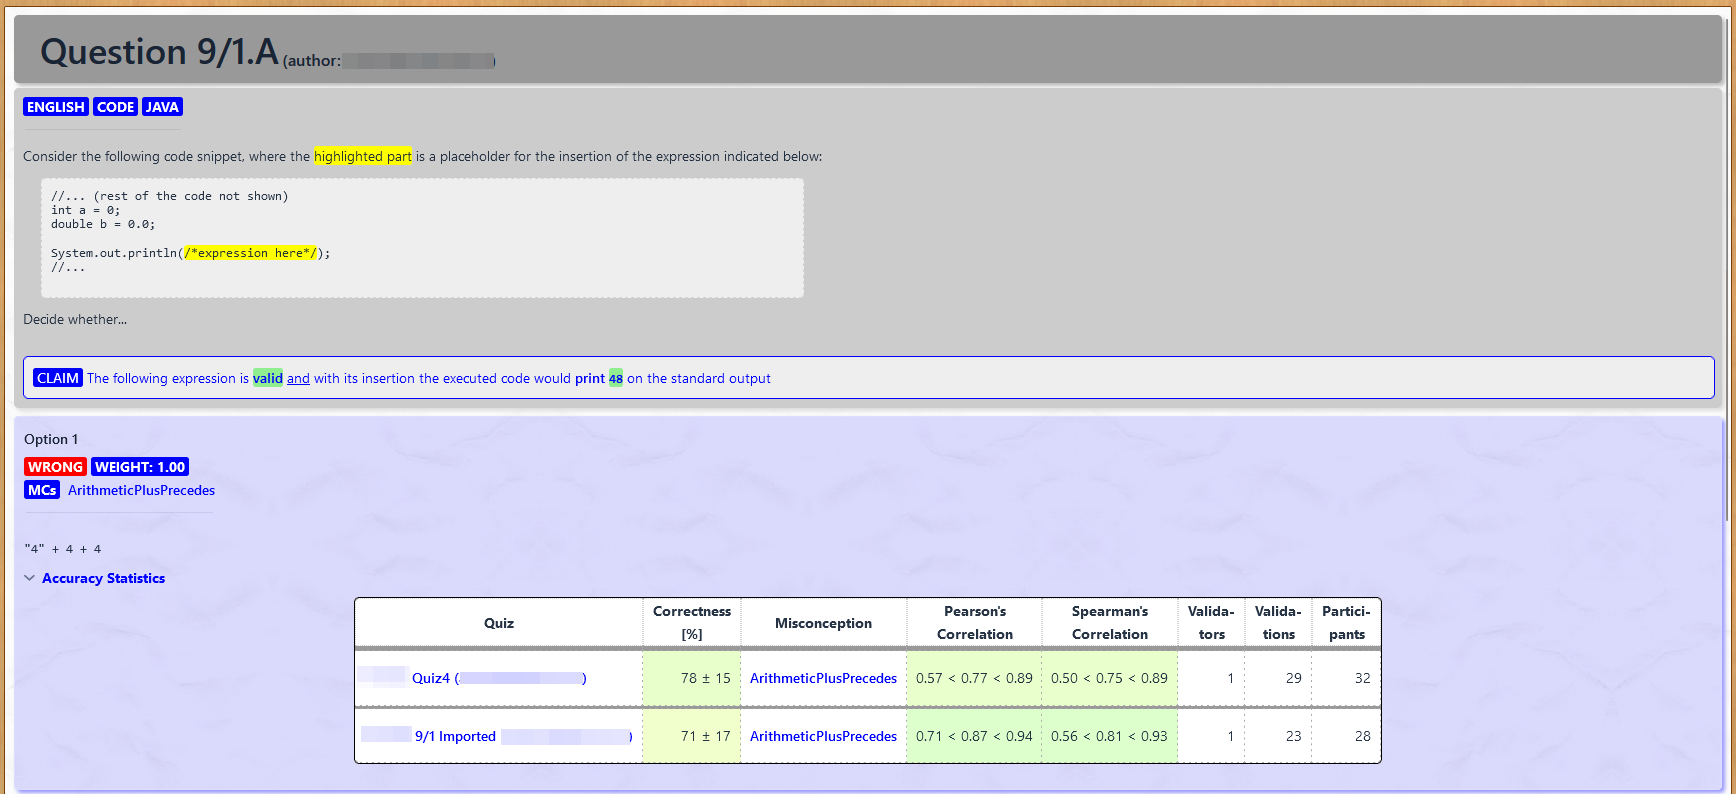 Question 9/1.A (author: )
ENGLISH CODE JAVA
Consider the following code snippet, where the highlighted part is a placeholder for the insertion of the expression indicated below:
//... (rest of the code not shown)
int a = 0;
double b = 0.0;
System.out.println(/*expression here*/);
//...
Decide whether...
CLAIM The following expression is valid and with its insertion the executed code would print 48 on the standard output
Option 1
WRONG WEIGHT: 1.00
MCs ArithmeticPlusPrecedes
"4" + 4 + 4
Accuracy Statistics
Quiz Correctness [%] Misconception Pearson's Correlation Spearman's Correlation Valida-tors Valida-tions Partici-pants
Quiz4 ( ) 78 ± 15 ArithmeticPlusPrecedes 0.57 < 0.77 < 0.89 0.50 < 0.75 < 0.89 1 29 32
9/1 Imported ) 71 ± 17 ArithmeticPlusPrecedes 0.71 < 0.87 < 0.94 0.56 < 0.81 < 0.93 1 23 28